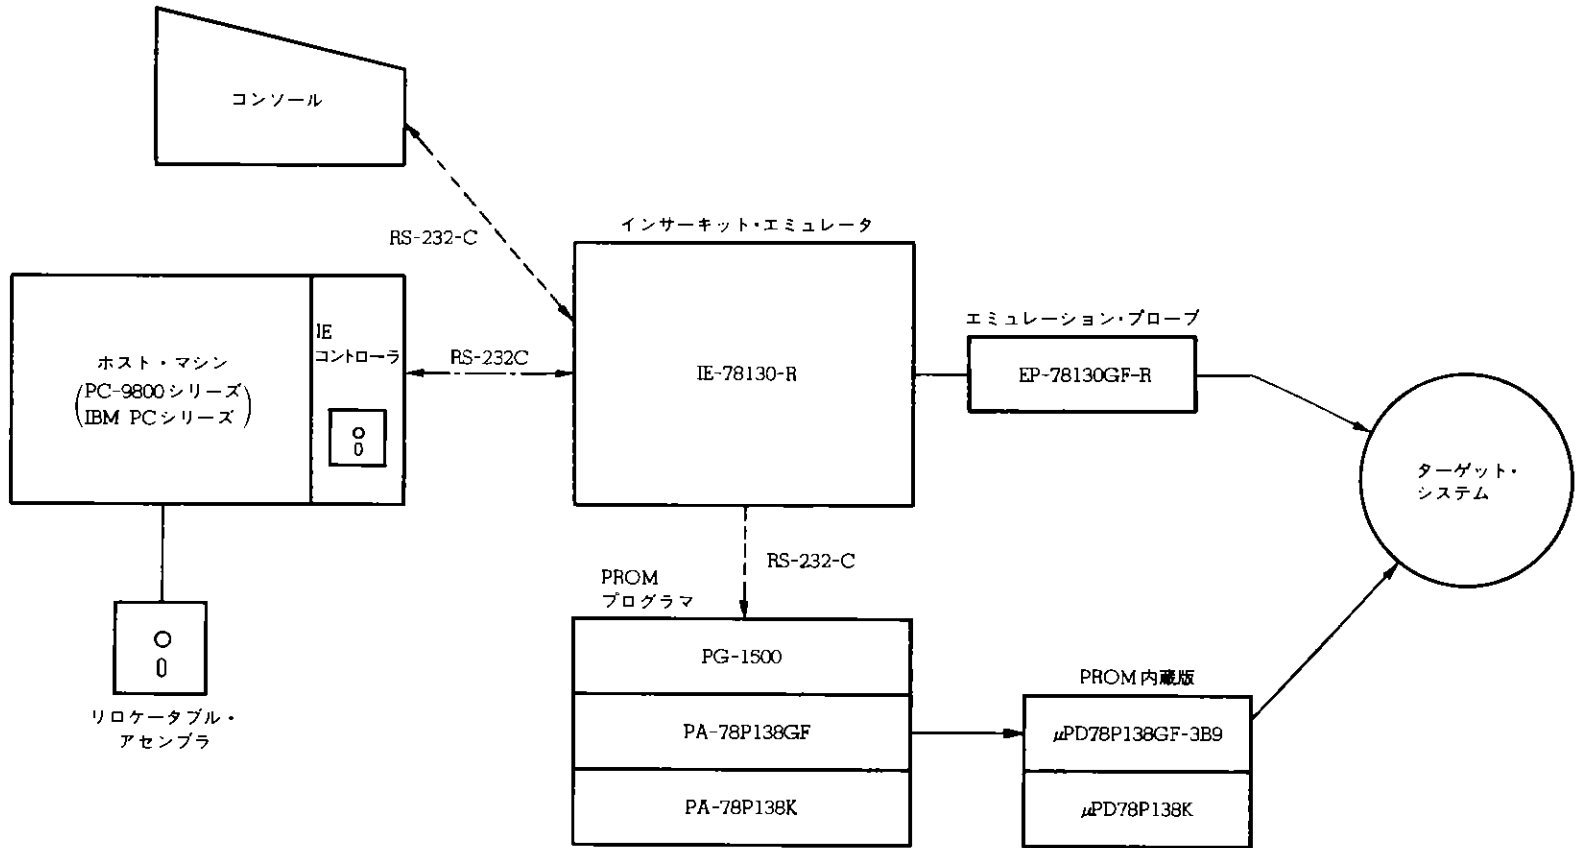 コンソール
RS-232-C
インサーキット・エミュレータ
IE-78130-R
ホスト・マシン
(PC-9800シリーズ
IBM PCシリーズ)
IE
コントローラ
RS-232C
エミュレーション・プローブ
EP-78130GF-R
ターゲット・
システム
リロケータブル・
アセンブラ
RS-232-C
PROM
プログラマ
PG-1500
PA-78P138GF
PA-78P138K
PROM内蔵版
μPD78P138GF-3B9
μPD78P138K